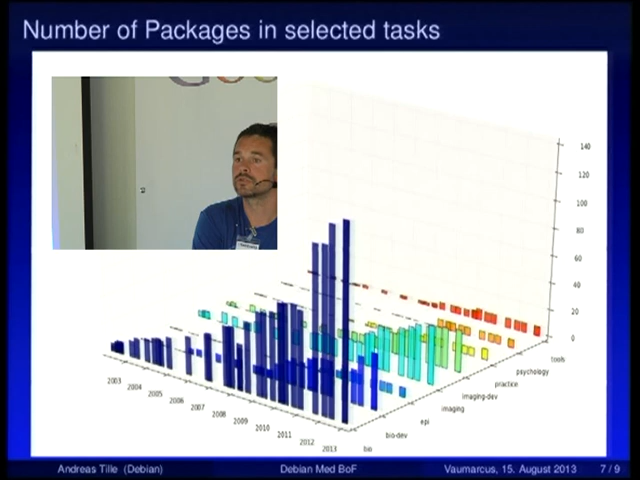 Number of Packages in selected tasks
140
120
100
80
60
40
20
0
2003
2004
2005
2006
2007
2008
2009
2010
2011
2012
2013
bio
bio-dev
epi
imaging
imaging-dev
practice
psychology
tools
Andreas Tille (Debian) Debian Med BoF Vaumarcus, 15. August 2013 7 / 9